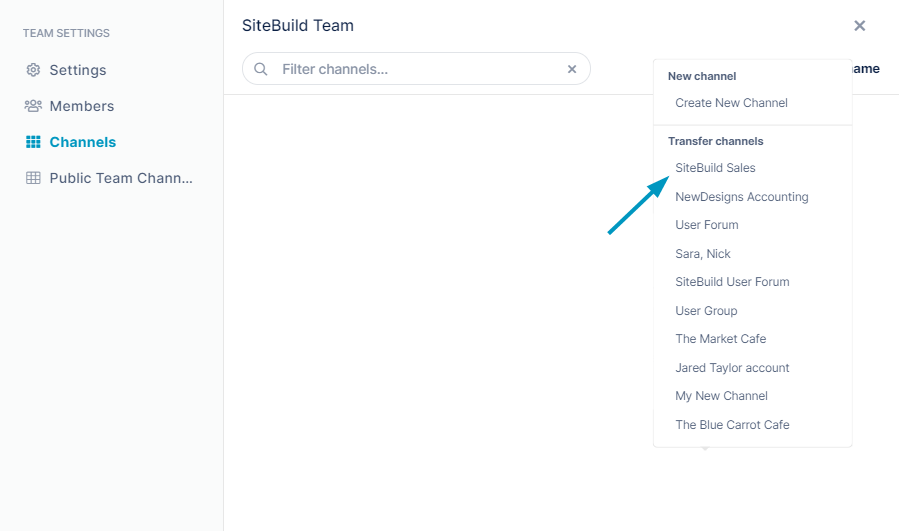 TEAM SETTINGS
Settings
Members
Channels
Public Team Chann...
SiteBuild Team
Filter channels...
New channel
Create New Channel
Transfer channels
SiteBuild Sales
NewDesigns Accounting
User Forum
Sara, Nick
SiteBuild User Forum
User Group
The Market Cafe
Jared Taylor account
My New Channel
The Blue Carrot Cafe